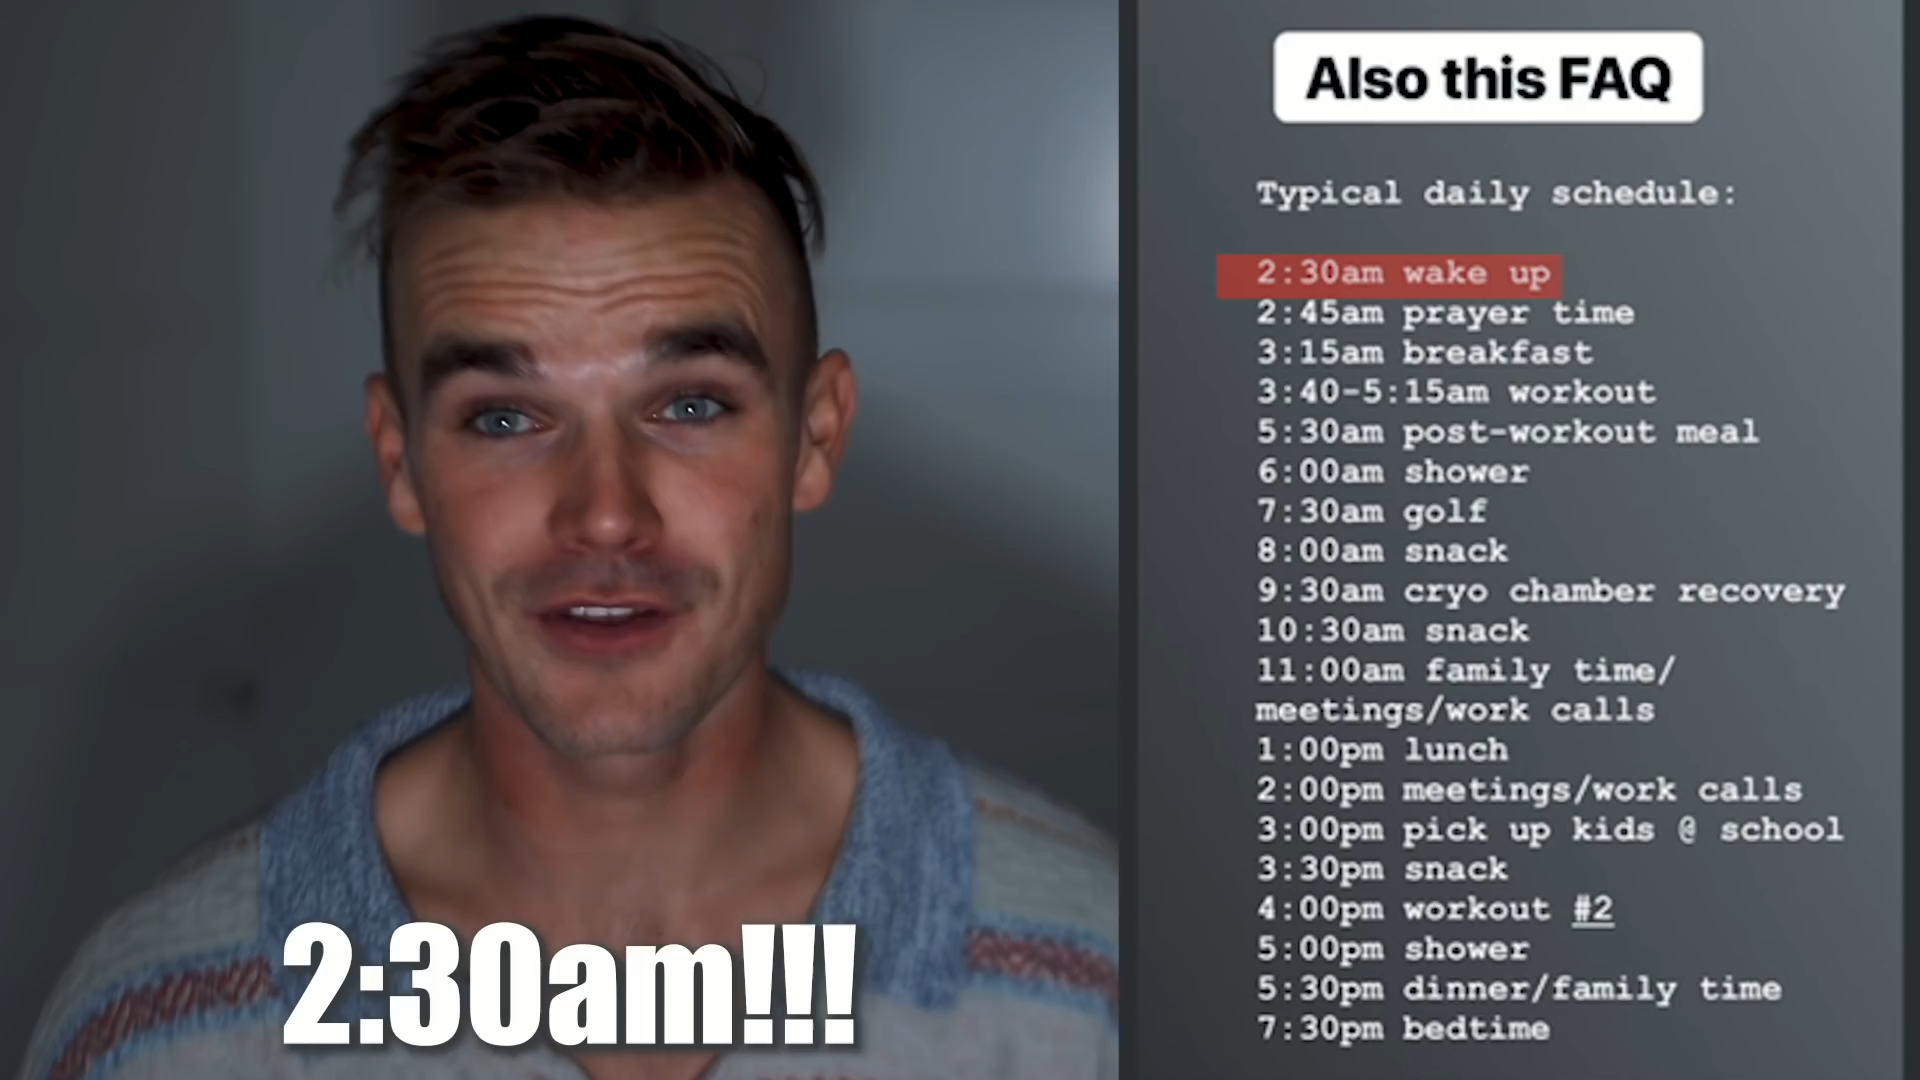 Also this FAQ
Typical daily schedule:
2:30am wake up
2:45am prayer time
3:15am breakfast
3:40-5:15am workout
5:30am post-workout meal
6:00am shower
7:30am golf
8:00am snack
9:30am cryo chamber recovery
10:30am snack
11:00am family time/
meetings/work calls
1:00pm lunch
2:00pm meetings/work calls
3:00pm pick up kids @ school
3:30pm snack
4:00pm workout #2
5:00pm shower
5:30pm dinner/family time
7:30pm bedtime
2:30am!!!